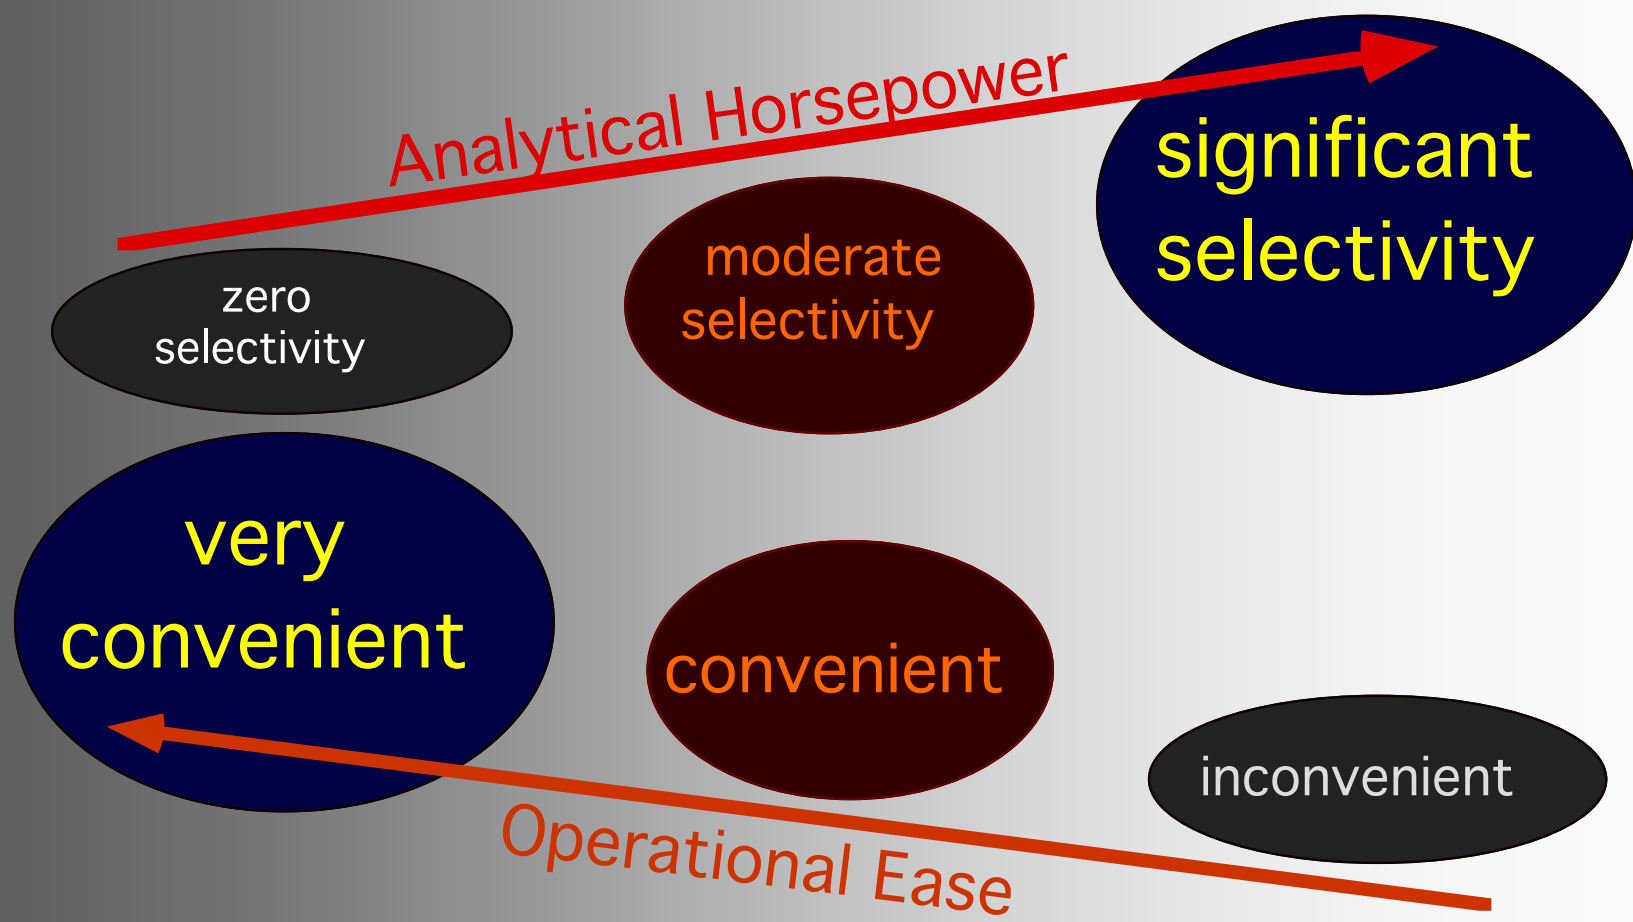 Analytical Horsepower
zero
selectivity
moderate
selectivity
significant
selectivity
very
convenient
convenient
inconvenient
Operational Ease